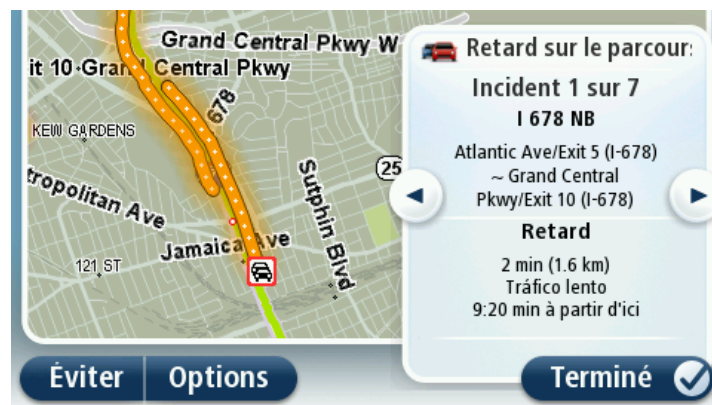 Grand Central Pkwy W
it 10-Grand Central Pkwy
678
KEW GARDENS
tropolitan Ave
Jamaica Ave
121 ST
Sutphin Blvd
25
Retard sur le parcours
Incident 1 sur 7
I 678 NB
Atlantic Ave/Exit 5 (I-678)
~ Grand Central
Pkwy/Exit 10 (I-678)
Retard
2 min (1.6 km)
Tráfico lento
9:20 min à partir d'ici
Éviter
Options
Terminé